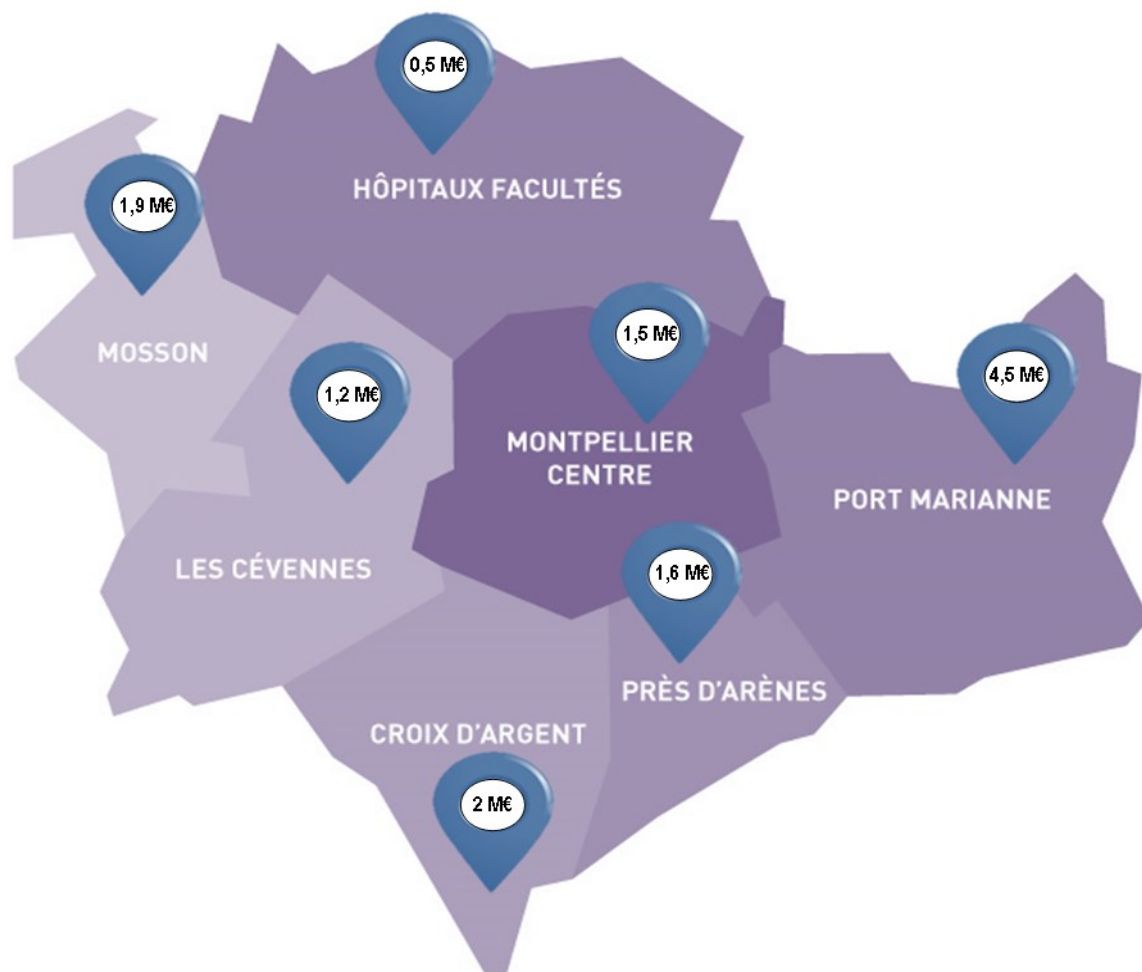 0,5 M€
HÔPITAUX FACULTÉS
1,9 M€
MOSSON
1,5 M€
MONTPELLIER
CENTRE
4,5 M€
PORT MARIANNE
1,2 M€
LES CÉVENNES
1,6 M€
PRÈS D'ARÈNES
CROIX D'ARGENT
2 M€